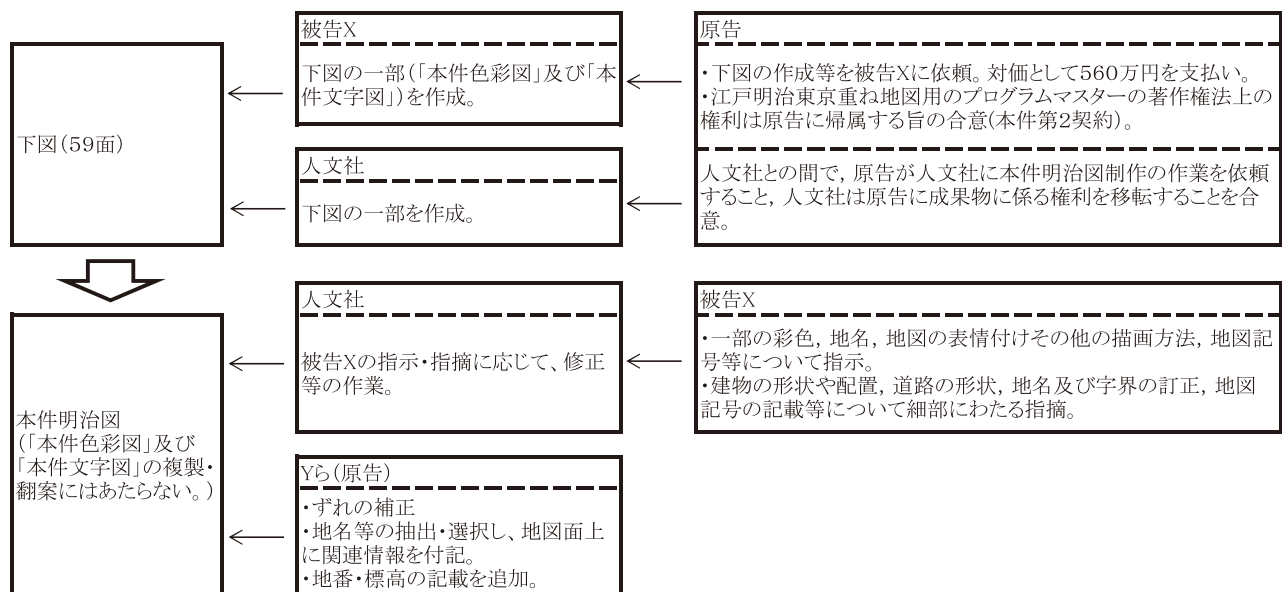 下図(59面)
被告X
下図の一部(「本件色彩図」及び「本
件文字図」)を作成。
原告
・下図の作成等を被告Xに依頼。対価として560万円を支払い。
・江戸明治東京重ね地図用のプログラムマスターの著作権法上の
権利は原告に帰属する旨の合意(本件第2契約)。
人文社
下図の一部を作成。
人文社との間で, 原告が人文社に本件明治図制作の作業を依頼
すること, 人文社は原告に成果物に係る権利を移転することを合
意。
本件明治図
(「本件色彩図」及び
「本件文字図」の複製・
翻案にはあたらない。)
人文社
被告Xの指示・指摘に応じて、修正
等の作業。
被告X
・一部の彩色, 地名, 地図の表情付けその他の描画方法, 地図記
号等について指示。
・建物の形状や配置, 道路の形状, 地名及び字界の訂正, 地図
記号の記載等について細部にわたる指摘。
Yら(原告)
・ずれの補正
・地名等の抽出・選択し、地図面上
に関連情報を付記。
・地番・標高の記載を追加。